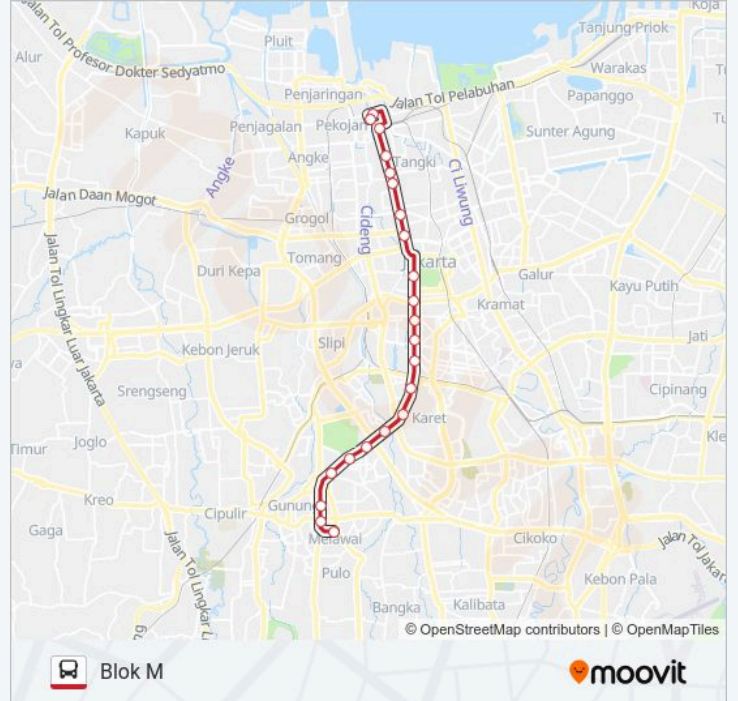 Koja
Tanjung Priok
Pluit
Alur
Jalan Tol Profesor Dokter Sedyatmo
Warakas
Penjaringan
Jalan Tol Pelabuhan
Papanggo
Kapuk
Penjagalan
Pekojan
Sunter Agung
Angke
Tangki
Angke
Ci Liwung
Jalan Daan Mogot
Cideng
Grogol
Tomang
Jakarta
Duri Kepa
Galur
Kayu Putih
Kramat
Jalan Tol Lingkar Luar Jakarta
Slipi
Jati
Kebon Jeruk
Srengseng
Cipinang
Karet
Joglo
Timur
Kreo
Cipulir
Gunung
Gaga
Melawai
Cikoko
Pulo
Kebon Pala
Bangka
Kalibata
© OpenStreetMap contributors | © OpenMapTiles
Blok M
moovit